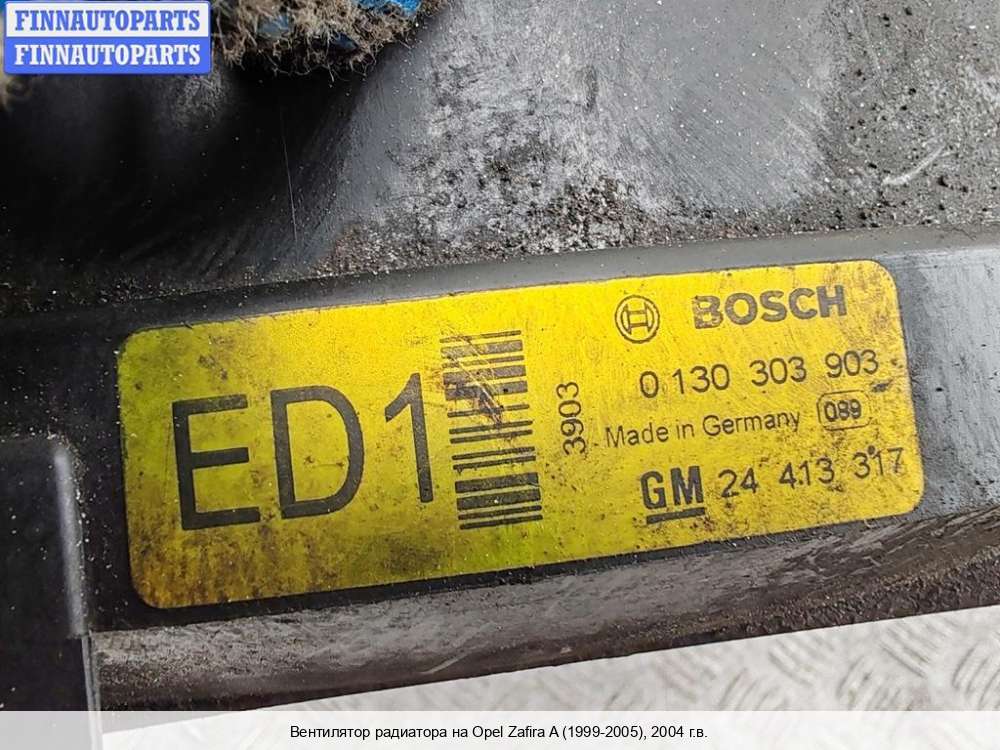 FINNAUTOPARTS
FINNAUTOPARTS
BOSCH
ED1
3903
0 130 303 903
Made in Germany 089
GM 24 413 317
Вентилятор радиатора на Opel Zafira A (1999-2005), 2004 г.в.